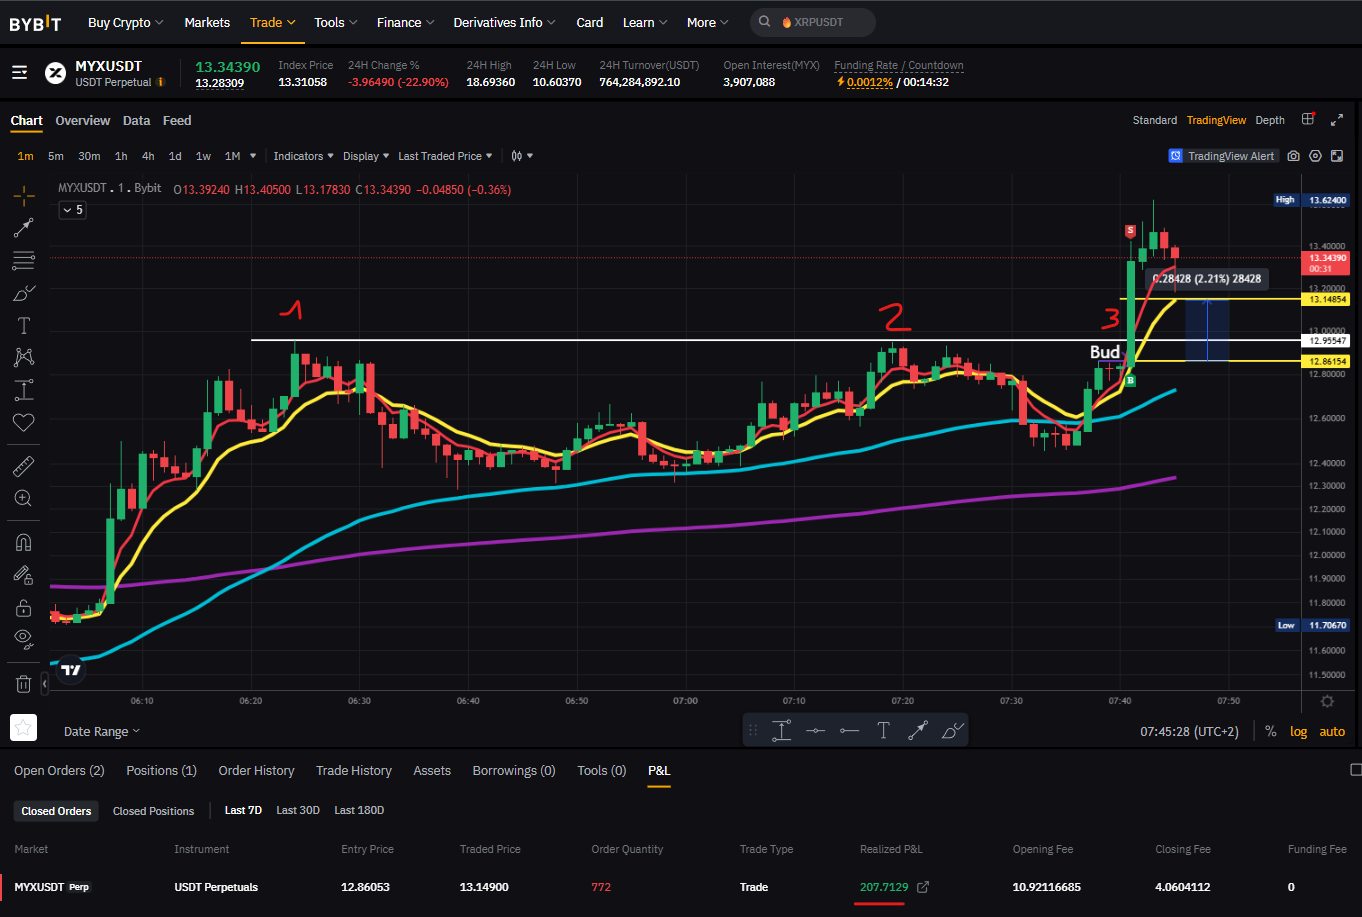 BYBIT Buy Crypto Markets Trade Tools Finance Derivatives Info Card Learn More XRPUSDT
MYXUSDT 13.34390 Index Price 24H Change % 24H High 24H Low 24H Turnover(USDT) Open Interest(MYX) Funding Rate / Countdown
USDT Perpetual 13.28309 13.31058 -3.96490 (-22.90%) 18.69360 10.60370 764,284,892.10 3,907,088 0.0012% / 00:14:32
Chart Overview Data Feed Standard TradingView Depth
1m 5m 30m 1h 4h 1d 1w 1M Indicators Display Last Traded Price TradingView Alert
MYXUSDT . 1 . Bybit O13.39240 H13.40500 L13.17830 C13.34390 −0.04850 (−0.36%)
5
High 13.62400
S
13.40000
13.34390
00:31
0.28428 (2.21%) 28428
13.20000
13.14854
1 2 3
13.00000
12.95547
Bud
12.86154
B
12.80000
12.60000
12.40000
12.30000
12.20000
12.10000
12.00000
11.90000
11.80000
Low 11.70670
11.60000
11.50000
06:10 06:20 06:30 06:40 06:50 07:00 07:10 07:20 07:30 07:40 07:50
Date Range T 07:45:28 (UTC+2) % log auto
Open Orders (2) Positions (1) Order History Trade History Assets Borrowings (0) Tools (0) P&L
Closed Orders Closed Positions Last 7D Last 30D Last 180D
Market Instrument Entry Price Traded Price Order Quantity Trade Type Realized P&L Opening Fee Closing Fee Funding Fee
MYXUSDT Perp USDT Perpetuals 12.86053 13.14900 772 Trade 207.7129 10.92116685 4.0604112 0